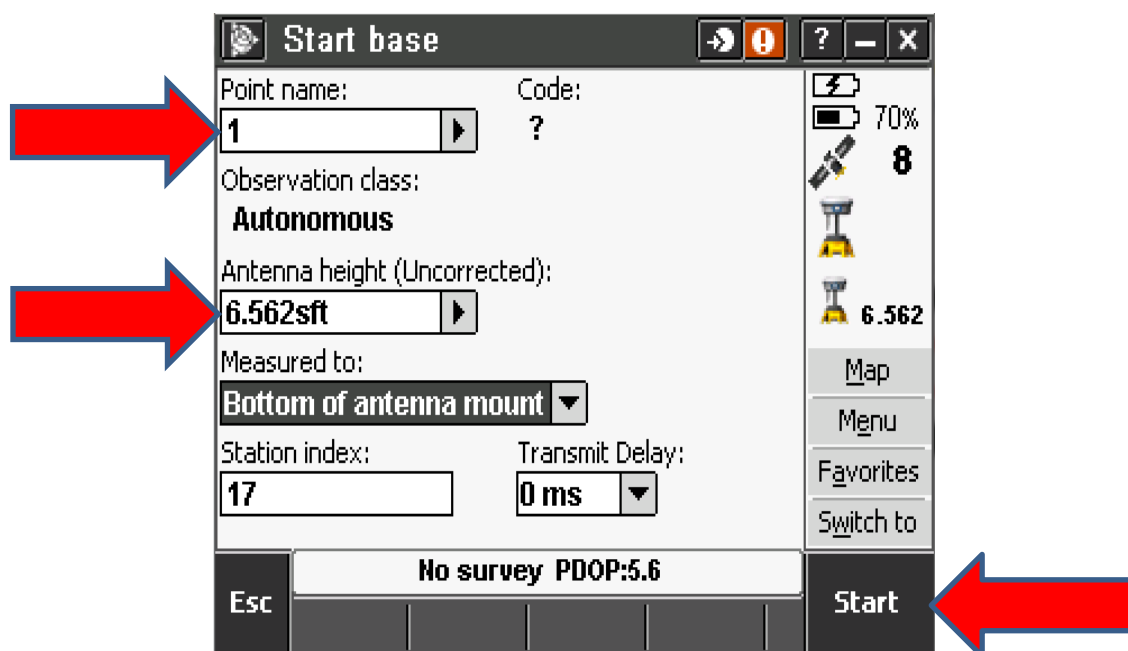 Start base
?
Point name:
Code:
1
?
70%
8
Observation class:
Autonomous
Antenna height (Uncorrected):
6.562sft
6.562
Measured to:
Bottom of antenna mount
Map
Menu
Station index:
Transmit Delay:
17
0 ms
Favorites
Switch to
No survey PDOP:5.6
Esc
Start